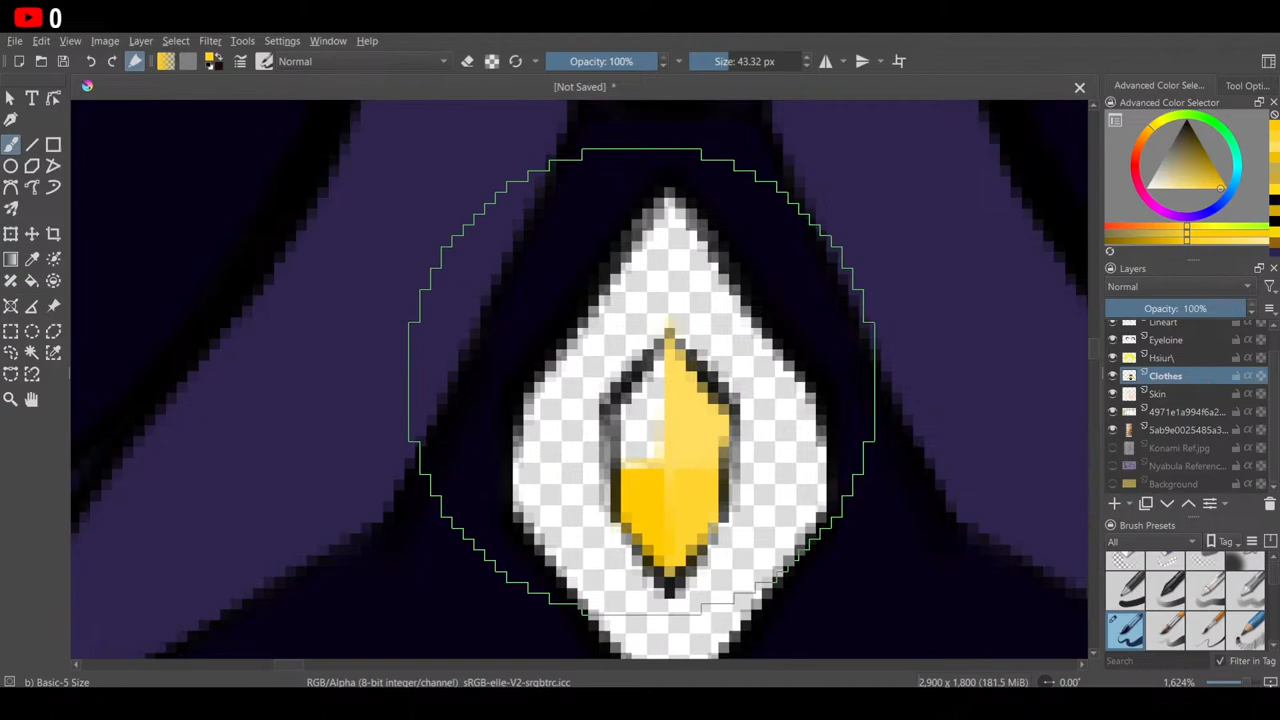 0
File Edit View Image Layer Select Filter Tools Settings Window Help
Normal Opacity: 100% Size: 43.32 px
[Not Saved] *
Advanced Color Sele... Tool Opti...
Advanced Color Selector
Layers
Normal
Opacity: 100%
Lineart
Eyeloine
Hsiur\
Clothes
Skin
4971e1a994f6a2...
Sab9e0025485a3...
Konami Ref.jpg
Nyabula Referenc...
Background
Brush Presets
All Tag
Search Filter in Tag
b) Basic-5 Size RGB/Alpha (8-bit integer/channel) sRGB-elle-V2-srgbtrc.icc 2,900 x 1,800 (181.5 MiB) 0.00° 1,624%